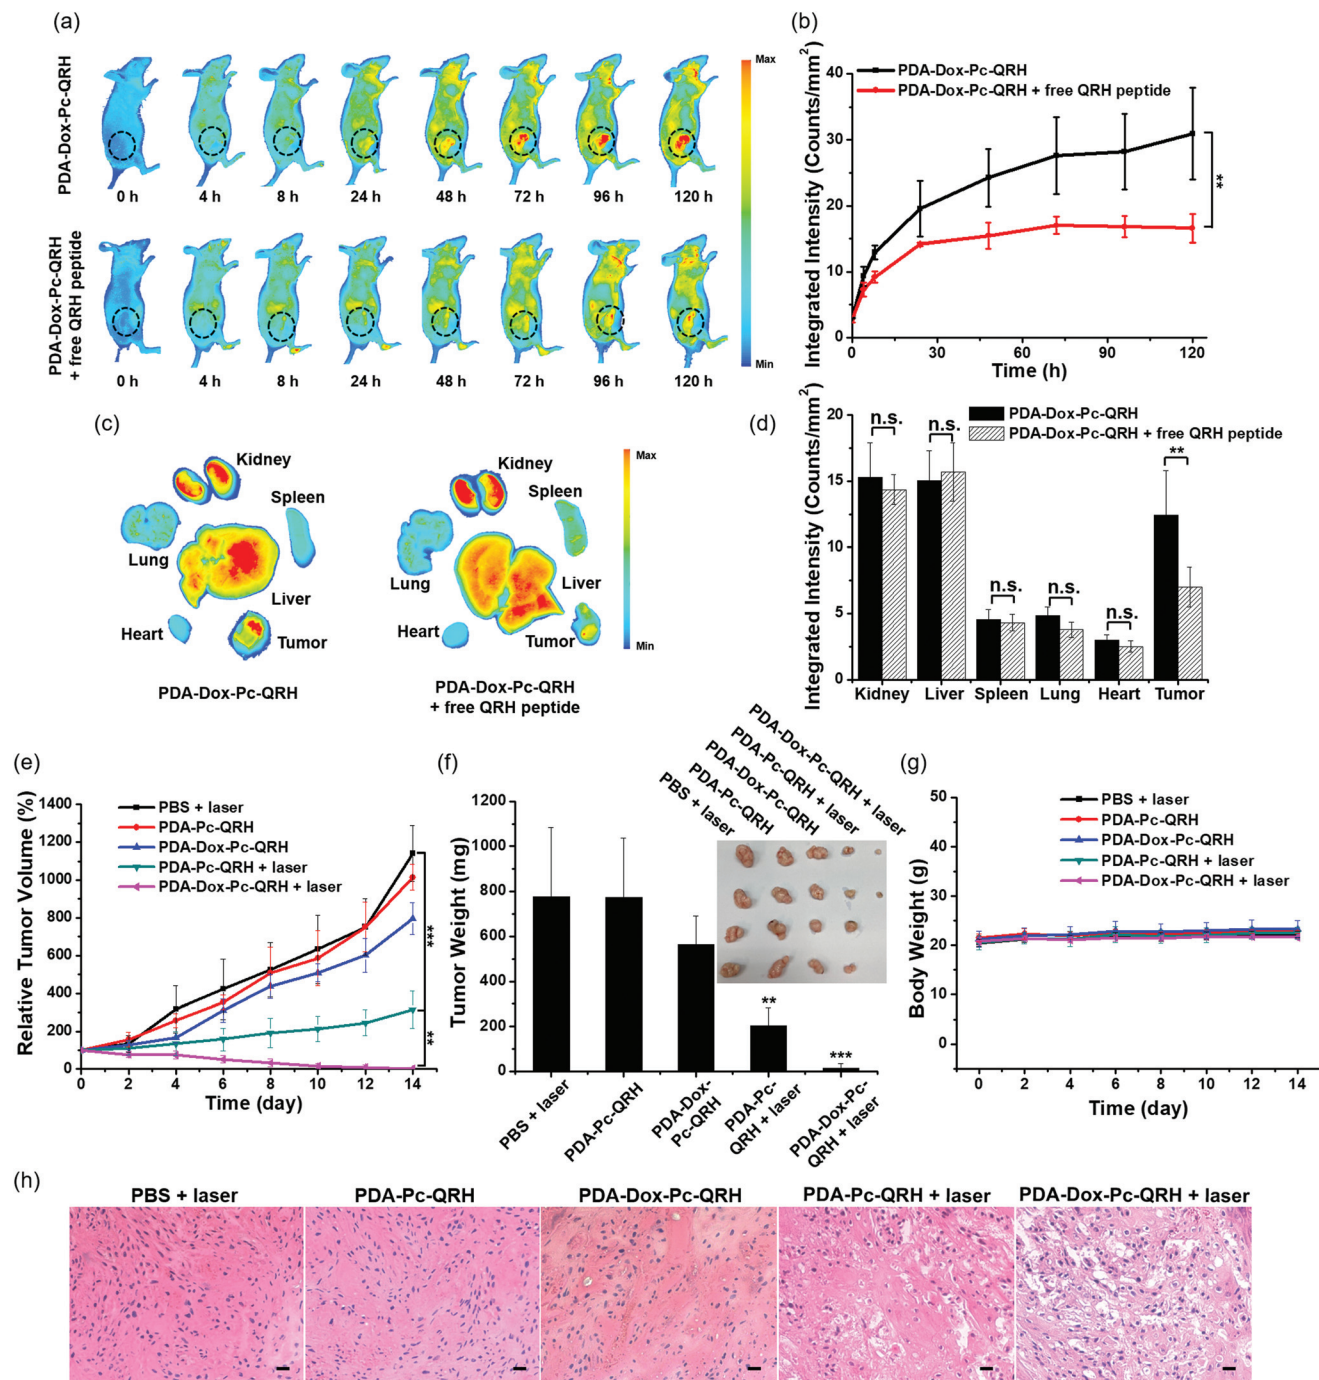 (a)
PDA-Dox-Pc-QRH
0 h 4 h 8 h 24 h 48 h 72 h 96 h 120 h
PDA-Dox-Pc-QRH
+ free QRH peptide
0 h 4 h 8 h 24 h 48 h 72 h 96 h 120 h
Max
Min
(b)
PDA-Dox-Pc-QRH
PDA-Dox-Pc-QRH + free QRH peptide
Integrated Intensity (Counts/mm²)
40
30
20
10
0
**
0 30 60 90 120
Time (h)
(c)
Kidney
Spleen
Lung
Liver
Heart
Tumor
PDA-Dox-Pc-QRH
Kidney
Spleen
Lung
Liver
Heart
Tumor
PDA-Dox-Pc-QRH
+ free QRH peptide
Max
Min
(d)
PDA-Dox-Pc-QRH
PDA-Dox-Pc-QRH + free QRH peptide
Integrated Intensity (Counts/mm²)
20
15
10
5
0
n.s. n.s. n.s. n.s. n.s. **
Kidney Liver Spleen Lung Heart Tumor
(e)
PBS + laser
PDA-Pc-QRH
PDA-Dox-Pc-QRH
PDA-Pc-QRH + laser
PDA-Dox-Pc-QRH + laser
Relative Tumor Volume (%)
1400
1200
1000
800
600
400
200
0
***
**
0 2 4 6 8 10 12 14
Time (day)
(f)
Tumor Weight (mg)
1200
1000
800
600
400
200
0
PBS + laser
PDA-Pc-QRH
PDA-Dox-Pc-QRH
PDA-Pc-QRH + laser
PDA-Dox-Pc-QRH + laser
**
***
PBS + laser
PDA-Pc-QRH
PDA-Dox-
Pc-QRH
PDA-Pc-
QRH + laser
PDA-Dox-Pc-
QRH + laser
(g)
PBS + laser
PDA-Pc-QRH
PDA-Dox-Pc-QRH
PDA-Pc-QRH + laser
PDA-Dox-Pc-QRH + laser
Body Weight (g)
50
40
30
20
10
0
0 2 4 6 8 10 12 14
Time (day)
(h)
PBS + laser PDA-Pc-QRH PDA-Dox-Pc-QRH PDA-Pc-QRH + laser PDA-Dox-Pc-QRH + laser